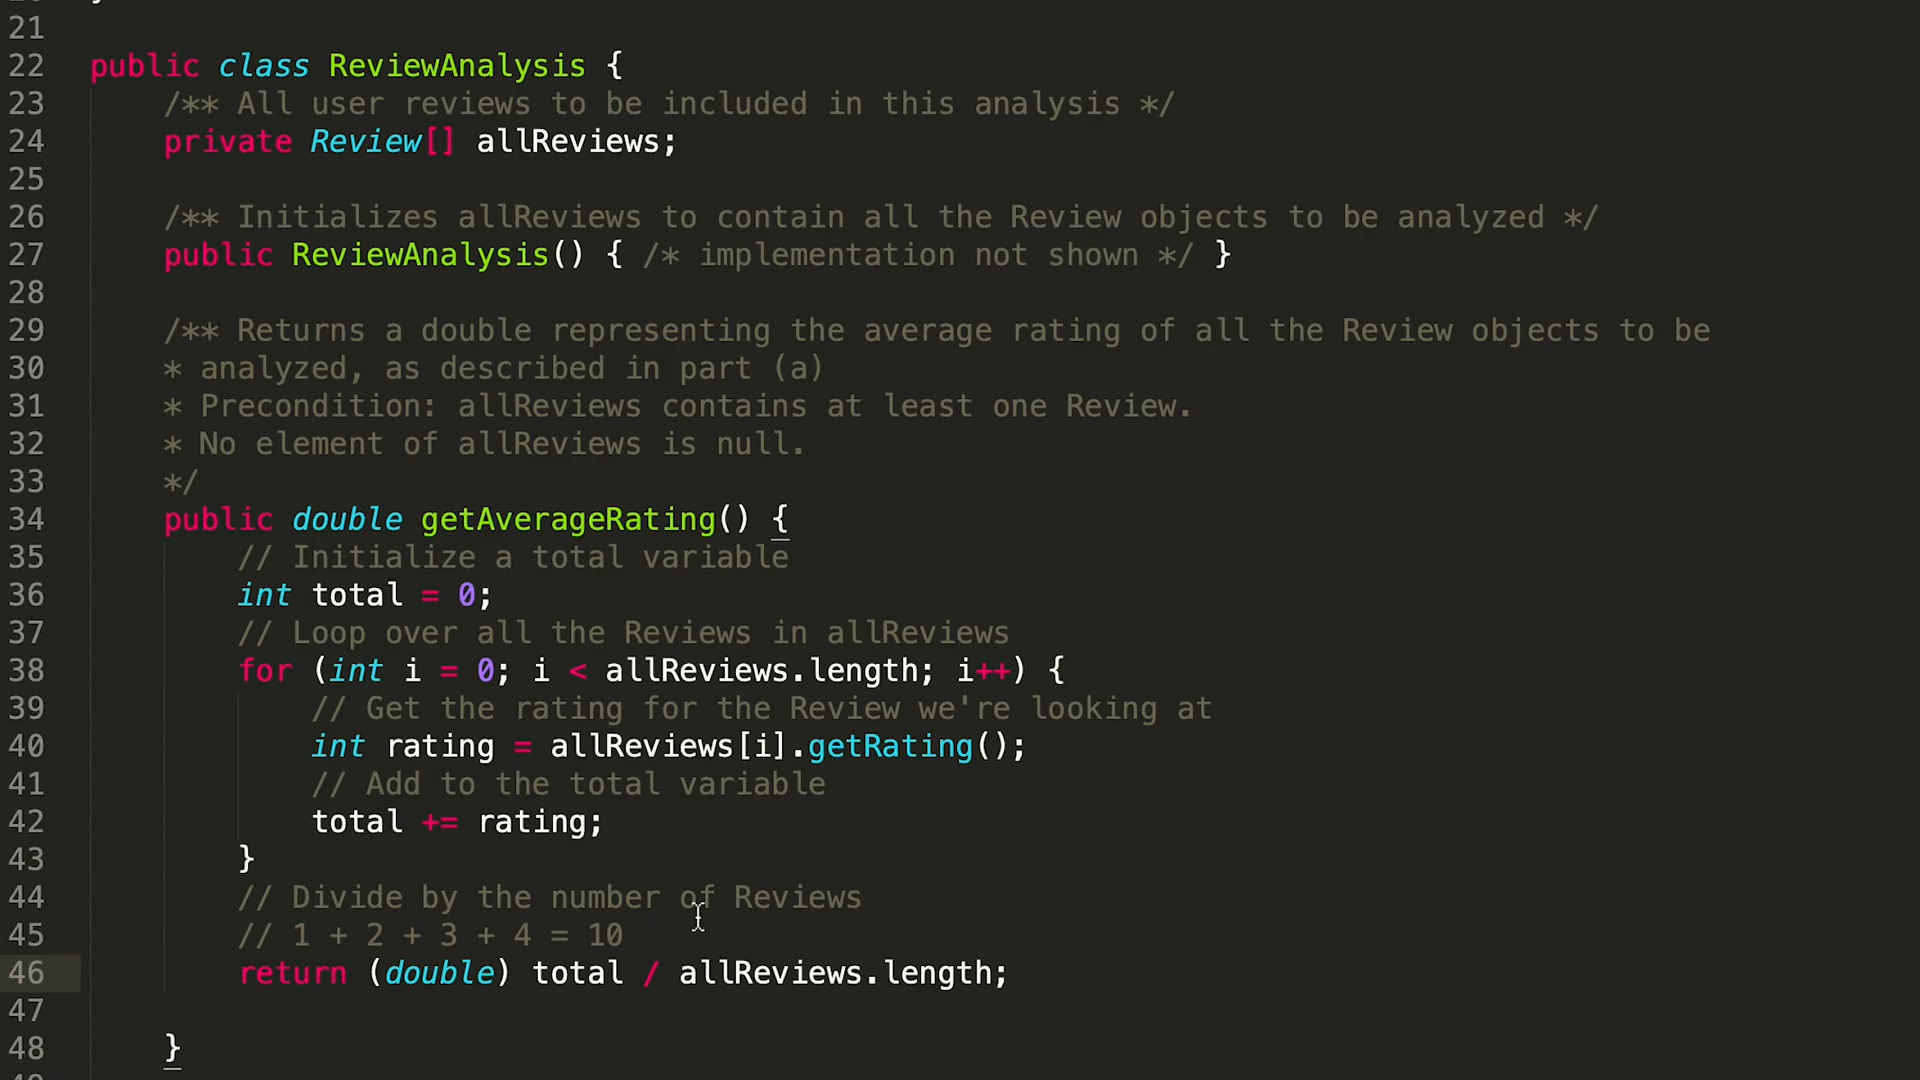 21
22 public class ReviewAnalysis {
23 /** All user reviews to be included in this analysis */
24 private Review[] allReviews;
25
26 /** Initializes allReviews to contain all the Review objects to be analyzed */
27 public ReviewAnalysis() { /* implementation not shown */ }
28
29 /** Returns a double representing the average rating of all the Review objects to be
30 * analyzed, as described in part (a)
31 * Precondition: allReviews contains at least one Review.
32 * No element of allReviews is null.
33 */
34 public double getAverageRating() {
35 // Initialize a total variable
36 int total = 0;
37 // Loop over all the Reviews in allReviews
38 for (int i = 0; i < allReviews.length; i++) {
39 // Get the rating for the Review we're looking at
40 int rating = allReviews[i].getRating();
41 // Add to the total variable
42 total += rating;
43 }
44 // Divide by the number of Reviews
45 // 1 + 2 + 3 + 4 = 10
46 return (double) total / allReviews.length;
47
48 }